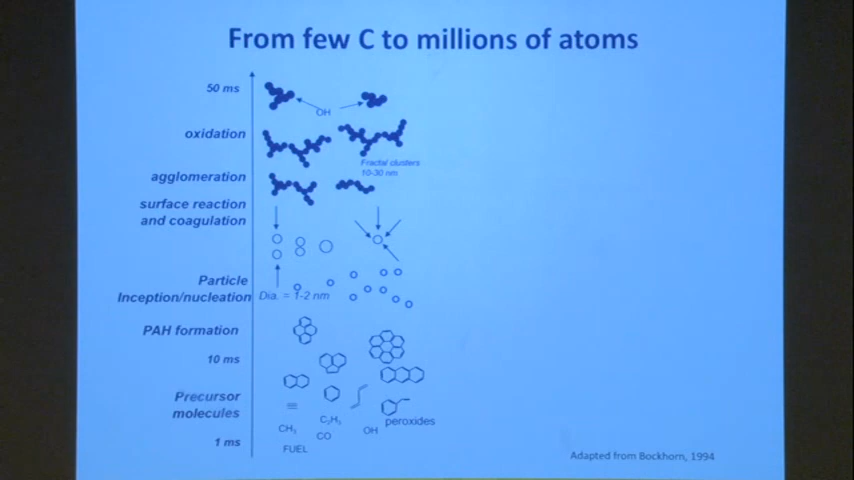 From few C to millions of atoms
50 ms
OH
oxidation
Fractal clusters
10-30 nm
agglomeration
surface reaction
and coagulation
Particle
Inception/nucleation
Dia. = 1-2 nm
PAH formation
10 ms
Precursor
molecules
CH3
C2H5
CO
OH
peroxides
1 ms
FUEL
Adapted from Bockhorn, 1994